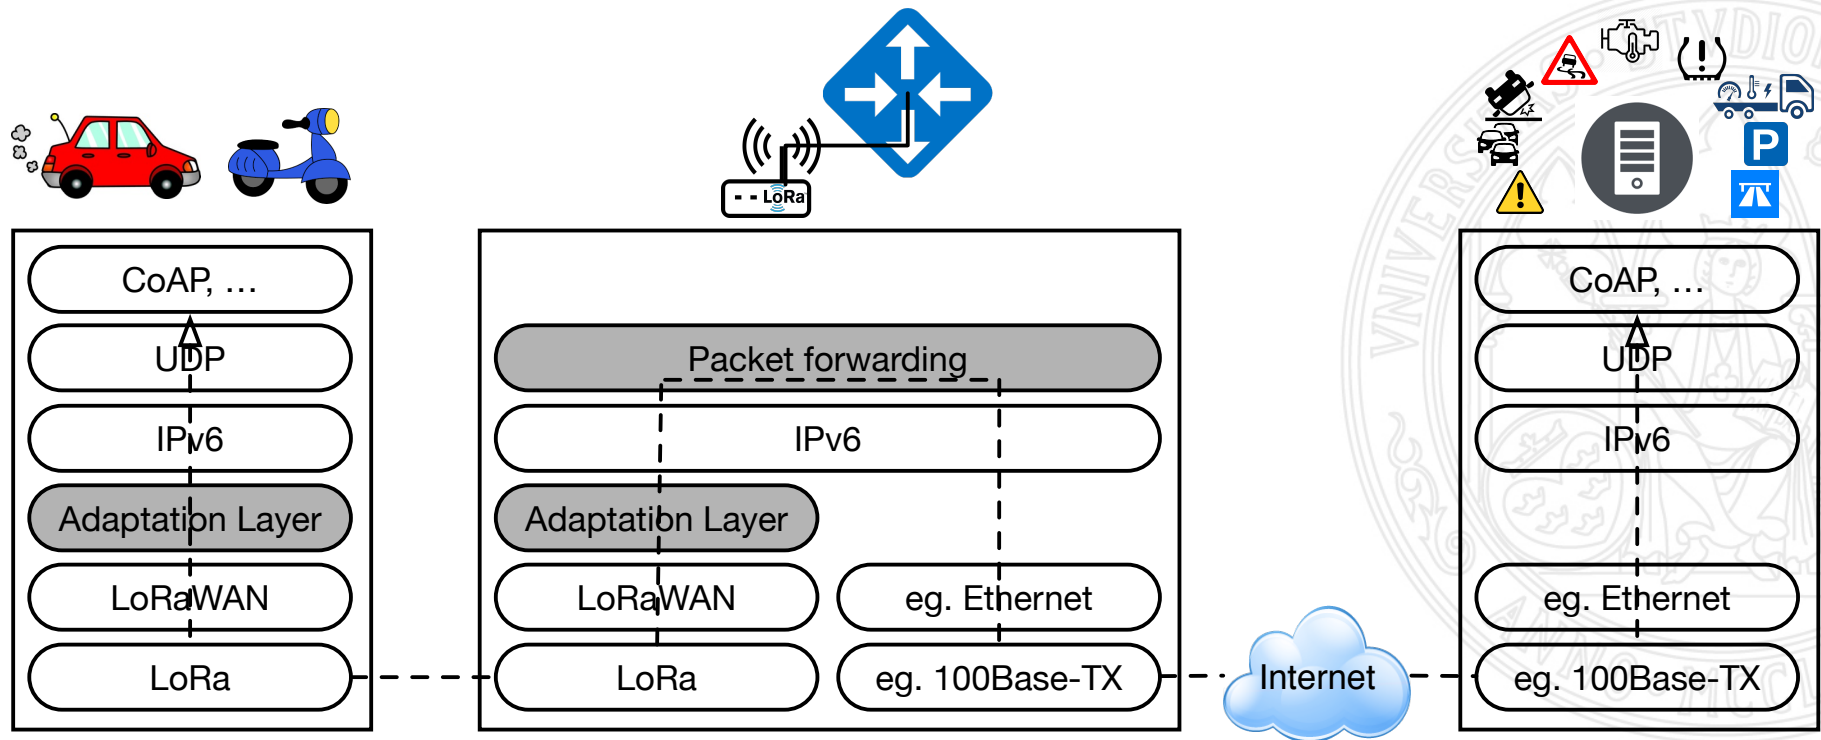 LoRa
P
CoAP, ...
UDP
IPv6
Adaptation Layer
LoRaWAN
LoRa
Packet forwarding
IPv6
Adaptation Layer
LoRaWAN
eg. Ethernet
LoRa
eg. 100Base-TX
Internet
CoAP, ...
UDP
IPv6
eg. Ethernet
eg. 100Base-TX